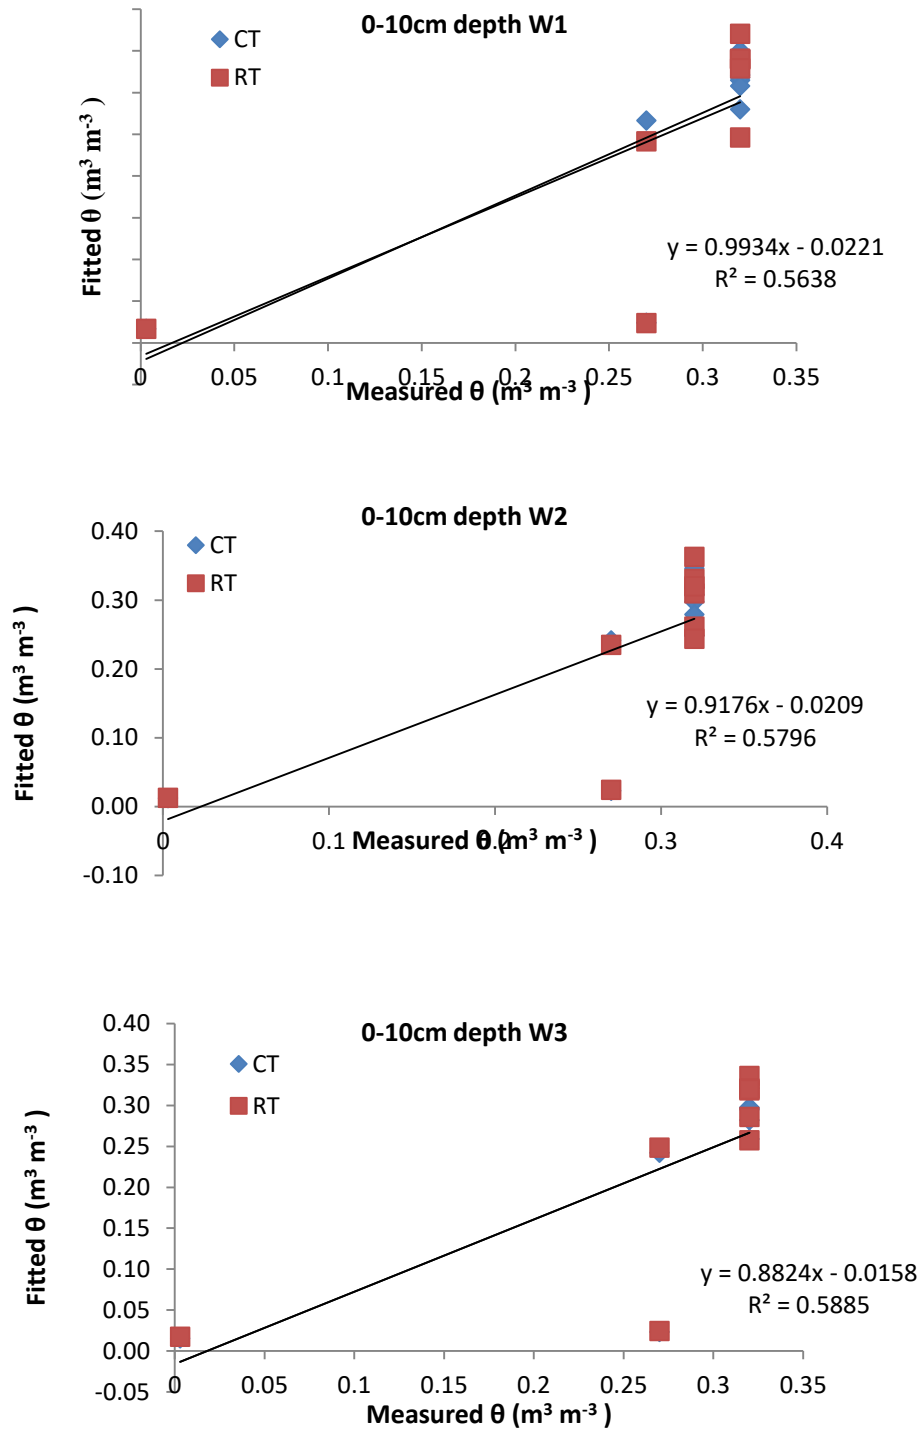 0-10cm depth W1
CT
RT
Fitted θ (m³ m⁻³ )
y = 0.9934x - 0.0221
R² = 0.5638
0 0.05 0.1 0.15 0.2 0.25 0.3 0.35
Measured θ (m³ m⁻³ )
0-10cm depth W2
0.40
CT
RT
0.30
0.20
0.10
0.00
-0.10
Fitted θ (m³ m⁻³ )
y = 0.9176x - 0.0209
R² = 0.5796
0 0.1 0.2 0.3 0.4
Measured θ (m³ m⁻³ )
0-10cm depth W3
0.40
CT
0.35
RT
0.30
0.25
0.20
0.15
0.10
0.05
0.00
-0.05
Fitted θ (m³ m⁻³ )
y = 0.8824x - 0.0158
R² = 0.5885
0 0.05 0.1 0.15 0.2 0.25 0.3 0.35
Measured θ (m³ m⁻³ )